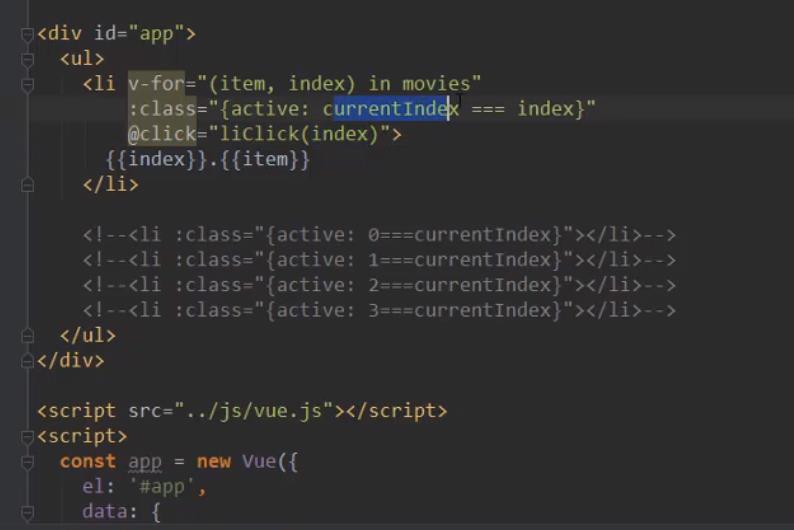 <div id="app">
<ul>
<li v-for="(item, index) in movies"
:class="{active: currentIndex === index}"
@click="liClick(index)">
{{index}}.{{item}}
</li>
<!--<li :class="{active: 0===currentIndex}"></li>-->
<!--<li :class="{active: 1===currentIndex}"></li>-->
<!--<li :class="{active: 2===currentIndex}"></li>-->
<!--<li :class="{active: 3===currentIndex}"></li>-->
</ul>
</div>
<script src="../js/vue.js"></script>
<script>
const app = new Vue({
el: '#app',
data: {